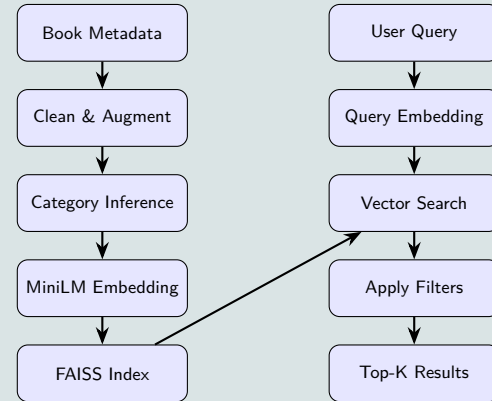 Book Metadata
Clean & Augment
Category Inference
MiniLM Embedding
FAISS Index
User Query
Query Embedding
Vector Search
Apply Filters
Top-K Results